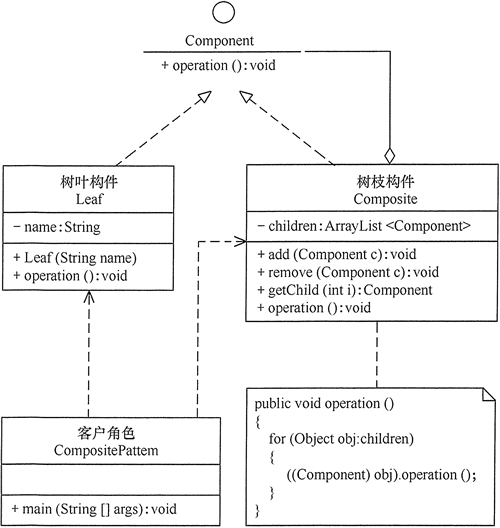 Component
+ operation ():void
树叶构件
Leaf
- name:String
+ Leaf (String name)
+ operation ():void
树枝构件
Composite
- children:ArrayList <Component>
+ add (Component c):void
+ remove (Component c):void
+ getChild (int i):Component
+ operation ():void
客户角色
CompositePattem
+ main (String [] args):void
public void operation ()
{
for (Object obj:children)
{
((Component) obj).operation ();
}
}